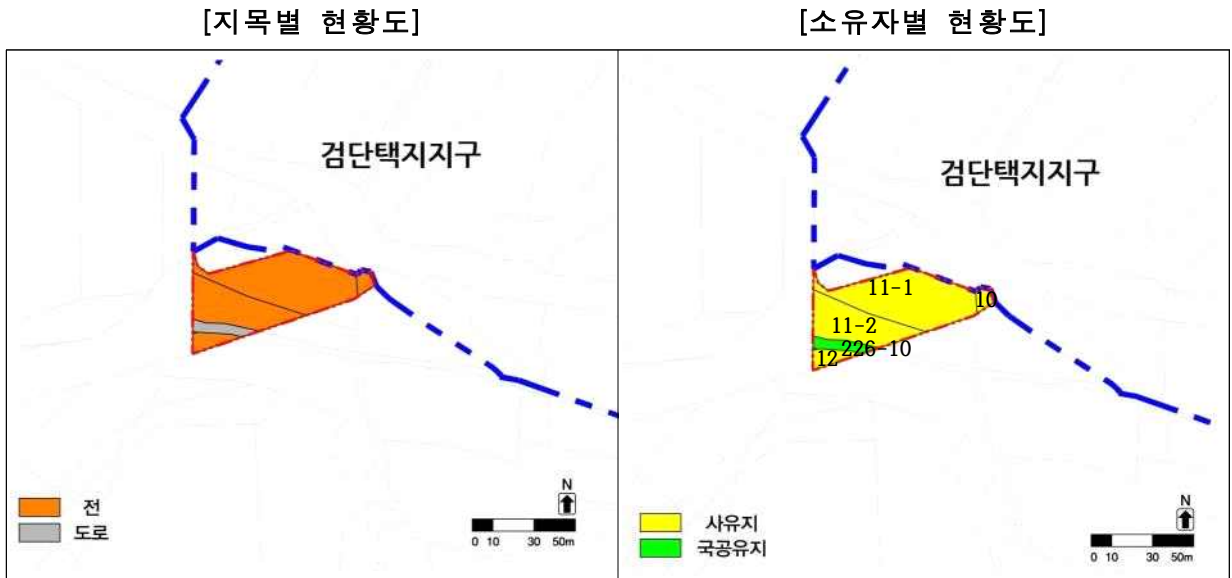 [지목별 현황도]
검단택지지구
전
도로
N
0 10 30 50m
[소유자별 현황도]
검단택지지구
11-1
10
11-2
226-10
12
사유지
국공유지
N
0 10 30 50m